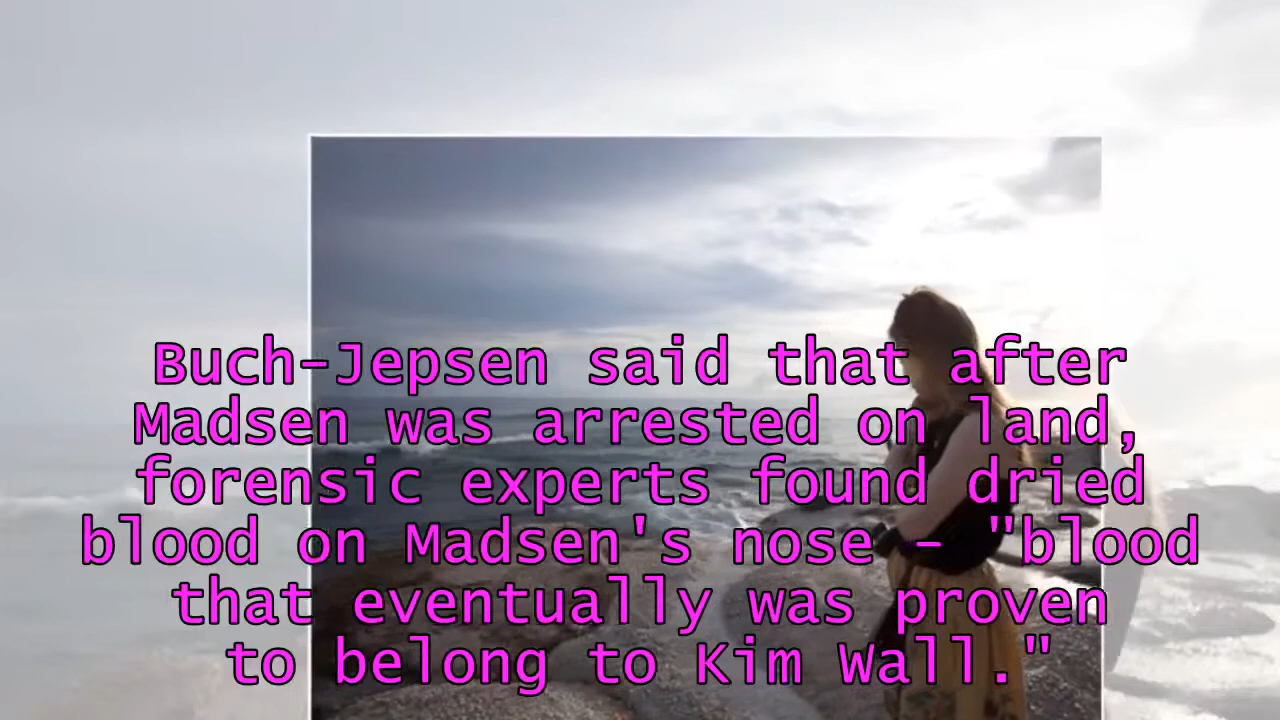 Buch-Jepsen said that after
Madsen was arrested on land,
forensic experts found dried
blood on Madsen's nose - "blood
that eventually was proven
to belong to Kim Wall."